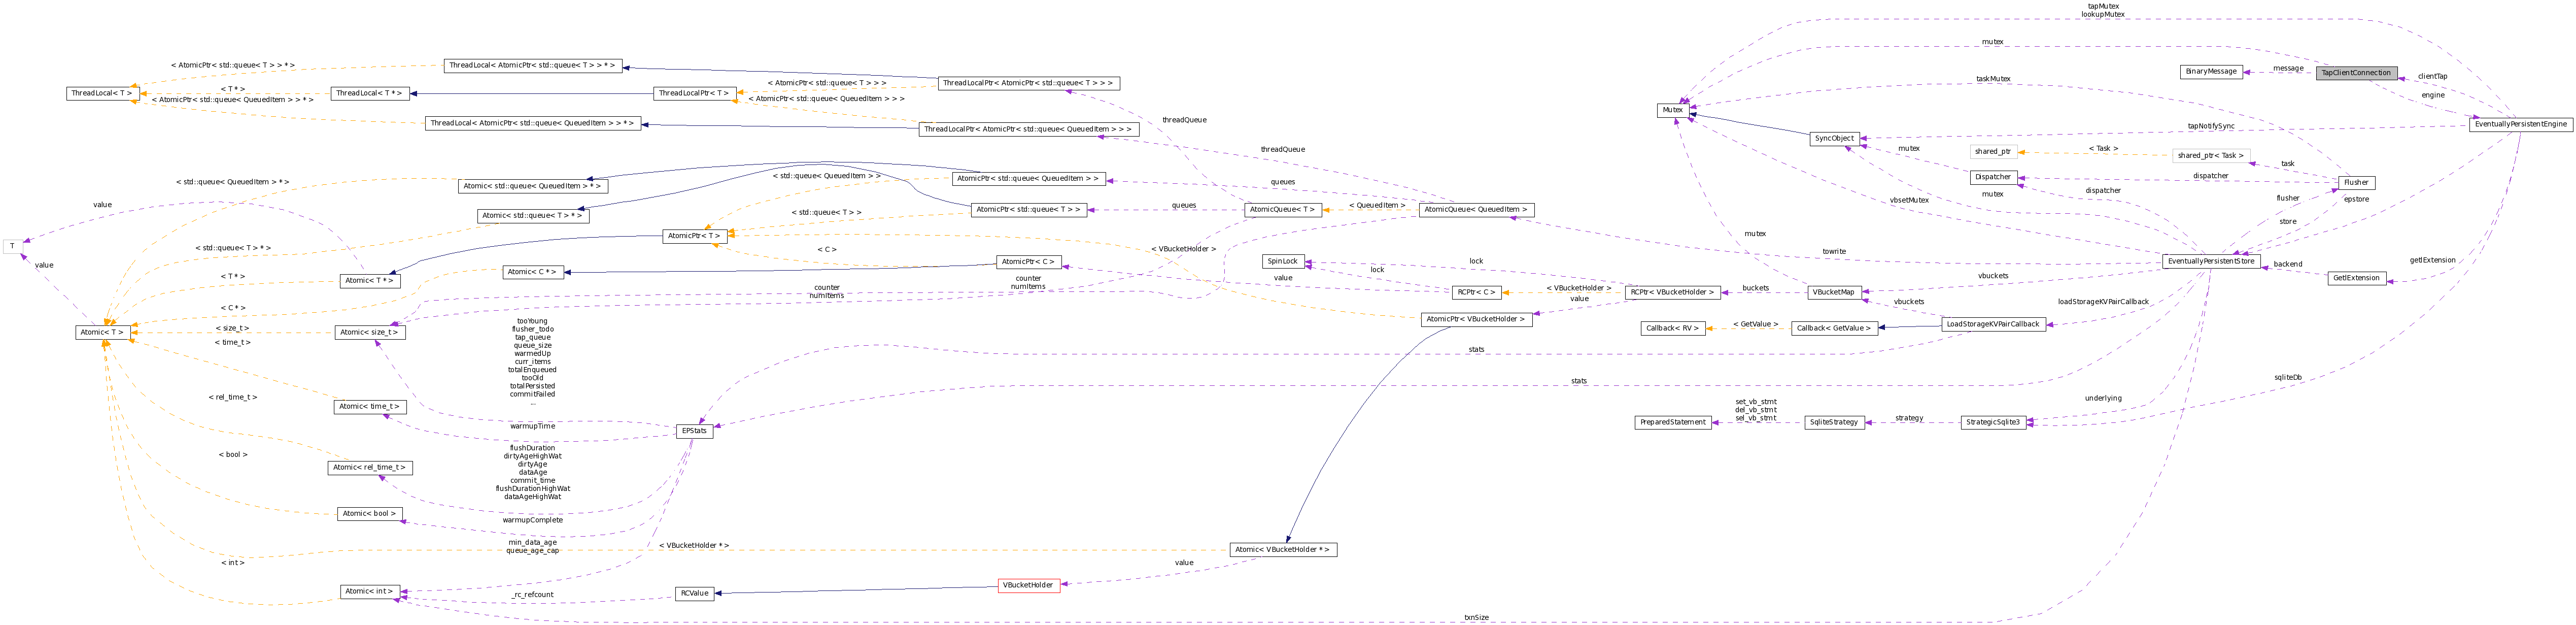 tapMutex
lookupMutex
mutex
< AtomicPtr< std::queue< T > > * >
ThreadLocal< AtomicPtr< std::queue< T > > * >
BinaryMessage
message
TapClientConnection
clientTap
taskMutex
ThreadLocalPtr< AtomicPtr< std::queue< T > > >
< AtomicPtr< std::queue< T > > >
< T * >
ThreadLocal< T >
ThreadLocal< T * >
ThreadLocalPtr< T >
< AtomicPtr< std::queue< QueuedItem > > * >
< AtomicPtr< std::queue< QueuedItem > > >
engine
Mutex
threadQueue
ThreadLocal< AtomicPtr< std::queue< QueuedItem > > * >
ThreadLocalPtr< AtomicPtr< std::queue< QueuedItem > > >
tapNotifySync
EventuallyPersistentEngine
SyncObject
threadQueue
mutex
shared_ptr
< Task >
shared_ptr< Task >
task
< std::queue< QueuedItem > * >
Atomic< std::queue< QueuedItem > * >
< std::queue< QueuedItem > >
AtomicPtr< std::queue< QueuedItem > >
queues
Dispatcher
dispatcher
Flusher
dispatcher
mutex
value
vbsetMutex
flusher
epstore
Atomic< std::queue< T > * >
< std::queue< T > >
AtomicPtr< std::queue< T > >
queues
AtomicQueue< T >
< QueuedItem >
AtomicQueue< QueuedItem >
store
T
< std::queue< T > * >
AtomicPtr< T >
< C >
< VBucketHolder >
mutex
towrite
getlExtension
value
< T * >
Atomic< T * >
Atomic< C * >
AtomicPtr< C >
SpinLock
lock
lock
EventuallyPersistentStore
backend
GetlExtension
vbuckets
counter
numItems
counter
numItems
value
RCPtr< C >
< VBucketHolder >
RCPtr< VBucketHolder >
buckets
VBucketMap
value
vbuckets
loadStorageKVPairCallback
< C * >
< size_t >
Atomic< T >
Atomic< size_t >
AtomicPtr< VBucketHolder >
Callback< RV >
< GetValue >
Callback< GetValue >
LoadStorageKVPairCallback
< time_t >
tooYoung
flusher_todo
tap_queue
queue_size
warmedUp
curr_items
totalEnqueued
tooOld
totalPersisted
commitFailed
...
stats
stats
sqliteDb
< rel_time_t >
Atomic< time_t >
warmupTime
EPStats
set_vb_stmt
del_vb_stmt
sel_vb_stmt
PreparedStatement
SqliteStrategy
strategy
StrategicSqlite3
underlying
< bool >
flushDuration
dirtyAgeHighWat
dirtyAge
dataAge
commit_time
flushDurationHighWat
dataAgeHighWat
Atomic< rel_time_t >
Atomic< bool >
warmupComplete
min_data_age
queue_age_cap
< VBucketHolder * >
Atomic< VBucketHolder * >
< int >
value
Atomic< int >
_rc_refcount
RCValue
VBucketHolder
txnSize